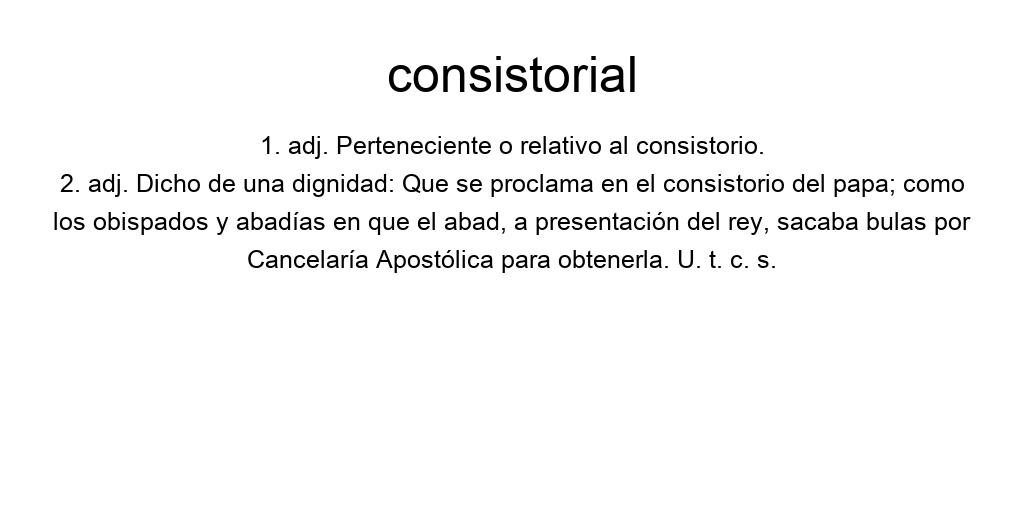 consistorial
1. adj. Perteneciente o relativo al consistorio.
2. adj. Dicho de una dignidad: Que se proclama en el consistorio del papa; como
los obispados y abadías en que el abad, a presentación del rey, sacaba bulas por
Cancelaría Apostólica para obtenerla. U. t. c. s.